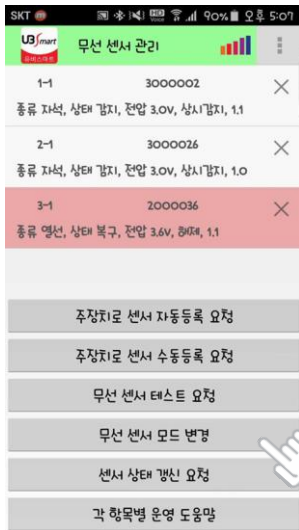 SKT 90% 오후 5:07
UBSmart 무선 센서 관리
유비스마트
1-1 3000002
종류 자석, 상태 감지, 전압 3.0V, 상시감지, 1.1
2-1 3000026
종류 자석, 상태 감지, 전압 3.0V, 상시감지, 1.0
3-1 2000036
종류 열선, 상태 복구, 전압 3.6V, 해제, 1.1
주장치로 센서 자동등록 요청
주장치로 센서 수동등록 요청
무선 센서 테스트 요청
무선 센서 모드 변경
센서 상태 갱신 요청
각 항목별 운영 도움말